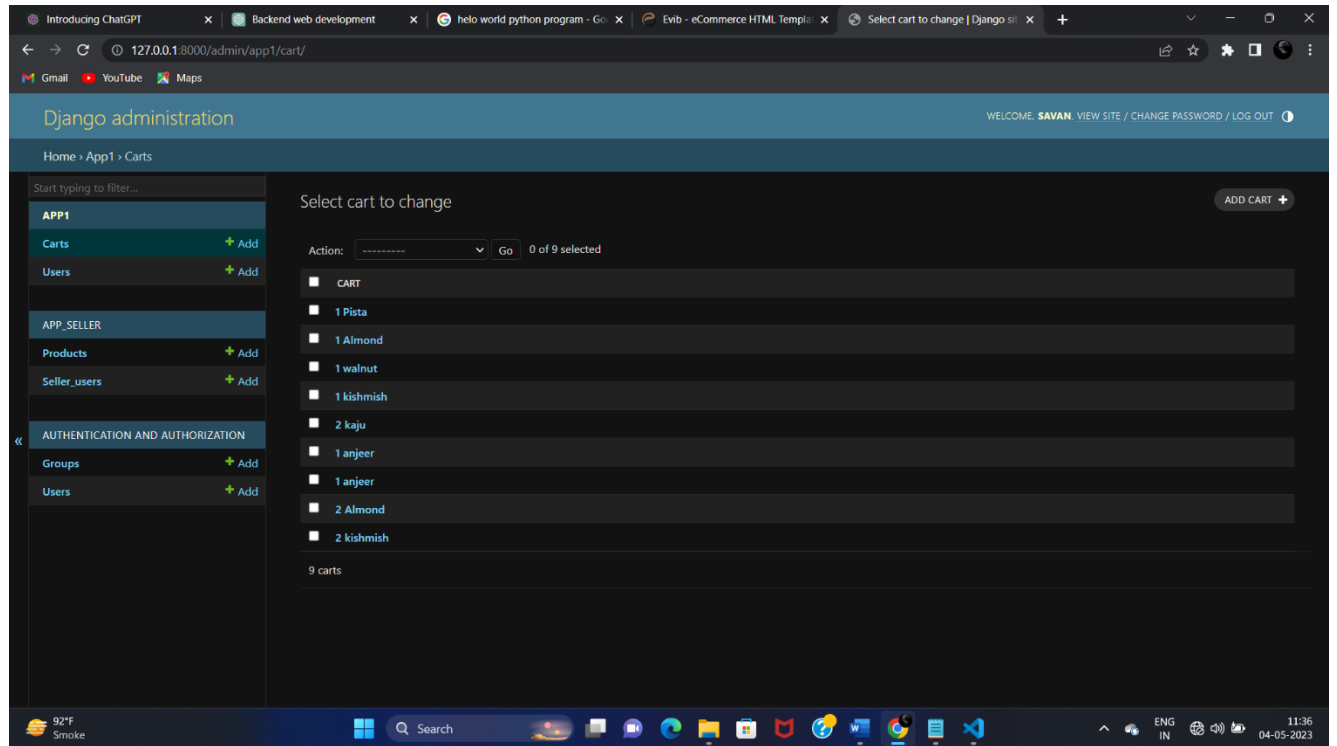 Introducing ChatGPT
Backend web development
helo world python program - Go
Evib - eCommerce HTML Templa
Select cart to change | Django sit
127.0.0.1:8000/admin/app1/cart/
Gmail YouTube Maps
Django administration
WELCOME, SAVAN. VIEW SITE / CHANGE PASSWORD / LOG OUT
Home › App1 › Carts
Start typing to filter...
APP1
Carts + Add
Users + Add
APP_SELLER
Products + Add
Seller_users + Add
AUTHENTICATION AND AUTHORIZATION
Groups + Add
Users + Add
«
Select cart to change
ADD CART +
Action: --------- Go 0 of 9 selected
CART
1 Pista
1 Almond
1 walnut
1 kishmish
2 kaju
1 anjeer
1 anjeer
2 Almond
2 kishmish
9 carts
92°F
Smoke
Search
ENG
IN
11:36
04-05-2023